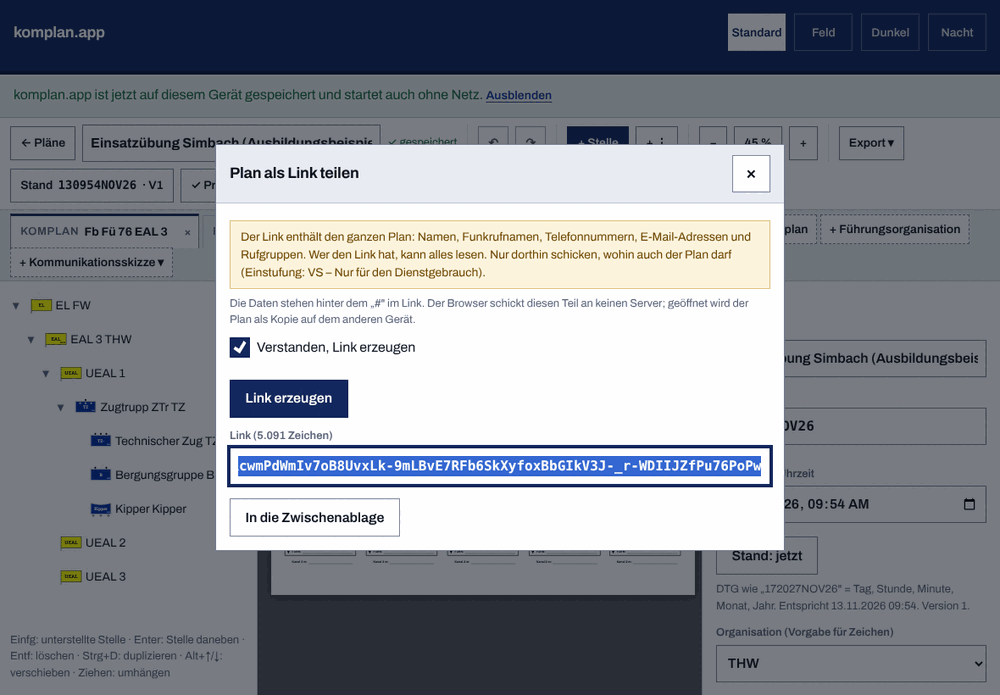 komplan.app
Standard
Feld
Dunkel
Nacht
komplan.app ist jetzt auf diesem Gerät gespeichert und startet auch ohne Netz. Ausblenden
← Pläne
Einsatzübung Simbach (Ausbildungsbeispie
✓ gespeichert
+ Stelle
+ ⋮
−
45 %
+
Export ▾
Stand 130954NOV26 · V1
KOMPLAN Fb Fü 76 EAL 3 ×
+ Führungsorganisation
+ Kommunikationsskizze ▾
Plan als Link teilen
×
Der Link enthält den ganzen Plan: Namen, Funkrufnamen, Telefonnummern, E-Mail-Adressen und
Rufgruppen. Wer den Link hat, kann alles lesen. Nur dorthin schicken, wohin auch der Plan darf
(Einstufung: VS – Nur für den Dienstgebrauch).
Die Daten stehen hinter dem „#" im Link. Der Browser schickt diesen Teil an keinen Server; geöffnet wird der
Plan als Kopie auf dem anderen Gerät.
Verstanden, Link erzeugen
Link erzeugen
Link (5.091 Zeichen)
cwmPdWmIv7oB8UvxLk-9mLBvE7RFb6SkXyfoxBbGIkV3J-_r-WDIIJZfPu76PoPw
In die Zwischenablage
EL FW
EAL 3 THW
UEAL 1
Zugtrupp ZTr TZ
Technischer Zug TZ
Bergungsgruppe B
Kipper Kipper
UEAL 2
UEAL 3
Einfg: unterstellte Stelle · Enter: Stelle daneben ·
Entf: löschen · Strg+D: duplizieren · Alt+↑/↓:
verschieben · Ziehen: umhängen
ung Simbach (Ausbildungsbeis
OV26
hrzeit
26, 09:54 AM
Stand: jetzt
DTG wie „172027NOV26" = Tag, Stunde, Minute,
Monat, Jahr. Entspricht 13.11.2026 09:54. Version 1.
Organisation (Vorgabe für Zeichen)
THW